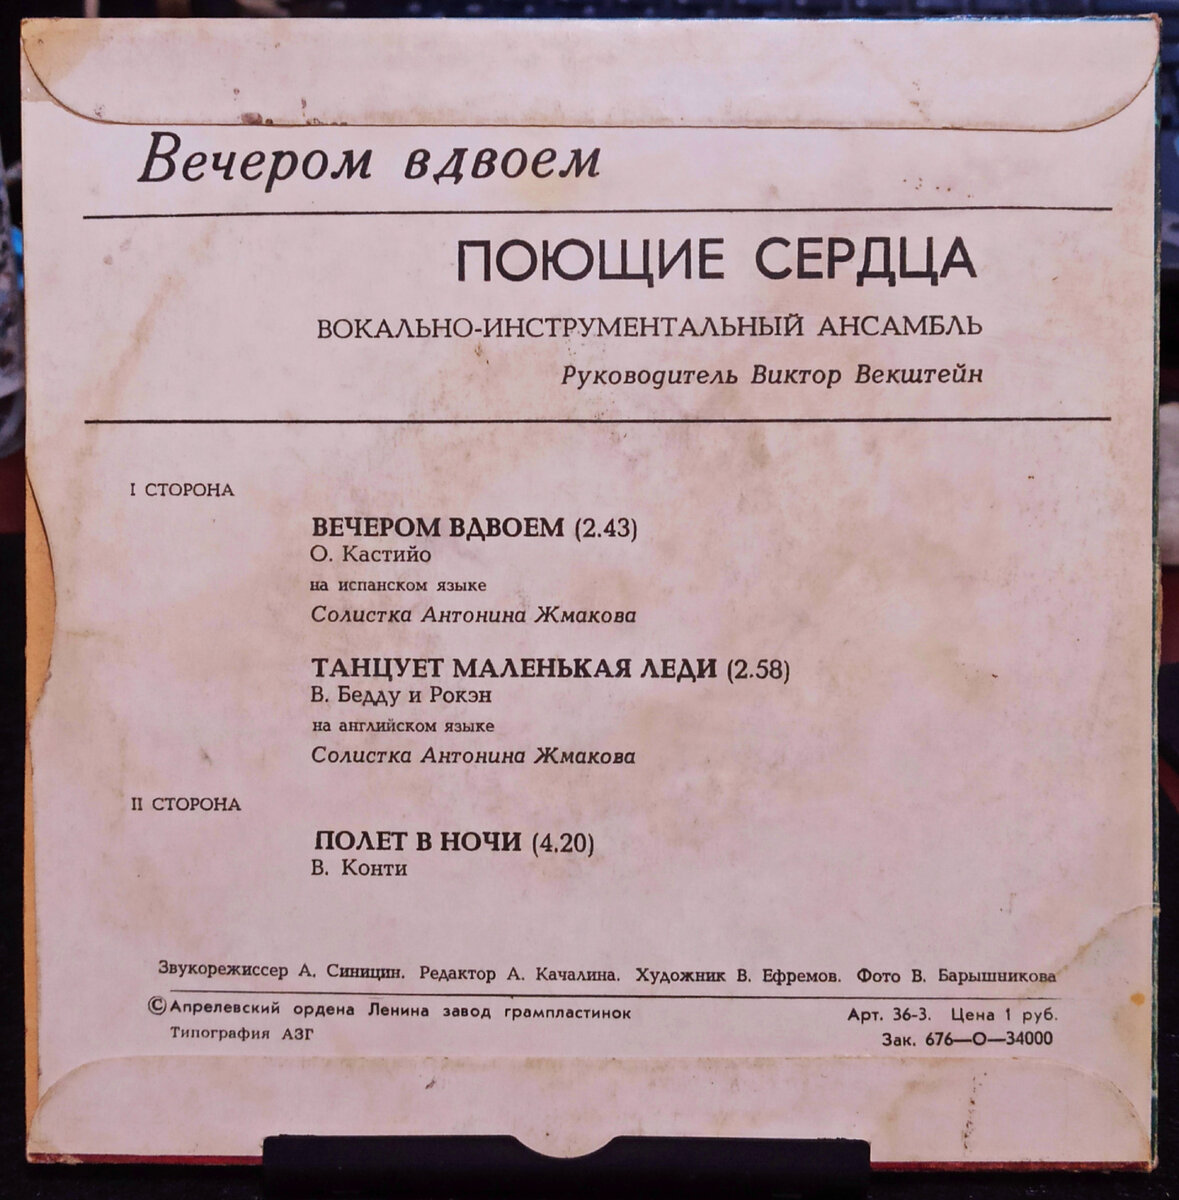 Вечером вдвоем
ПОЮЩИЕ СЕРДЦА
ВОКАЛЬНО-ИНСТРУМЕНТАЛЬНЫЙ АНСАМБЛЬ
Руководитель Виктор Векштейн
I СТОРОНА
ВЕЧЕРОМ ВДВОЕМ (2.43)
О. Кастийо
на испанском языке
Солистка Антонина Жмакова
ТАНЦУЕТ МАЛЕНЬКАЯ ЛЕДИ (2.58)
В. Бедду и Рокэн
на английском языке
Солистка Антонина Жмакова
II СТОРОНА
ПОЛЕТ В НОЧИ (4.20)
В. Конти
Звукорежиссер А. Синицин. Редактор А. Качалина. Художник В. Ефремов. Фото В. Барышникова
©Апрелевский ордена Ленина завод грампластинок Арт. 36-3. Цена 1 руб.
Типография АЗГ Зак. 676—О—34000